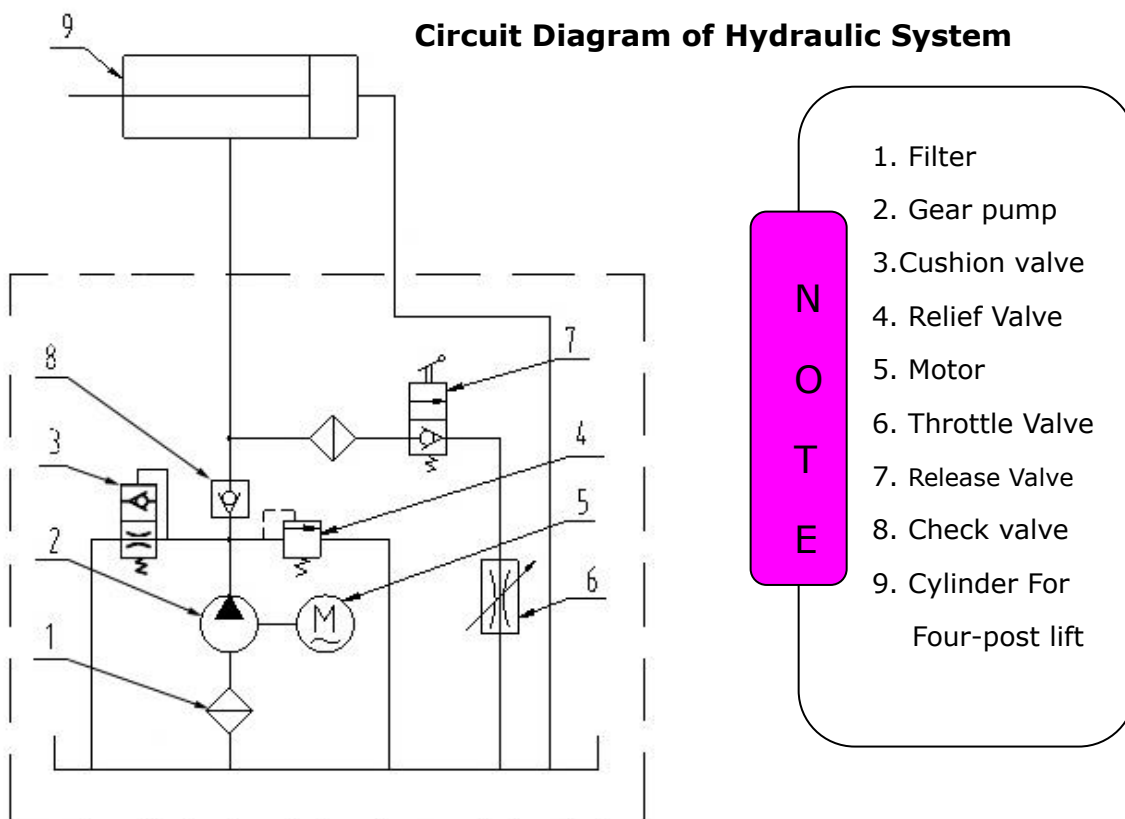 Circuit Diagram of Hydraulic System
9
8
7
3
4
5
2
6
1
M
N
O
T
E
1. Filter
2. Gear pump
3.Cushion valve
4. Relief Valve
5. Motor
6. Throttle Valve
7. Release Valve
8. Check valve
9. Cylinder For
Four-post lift